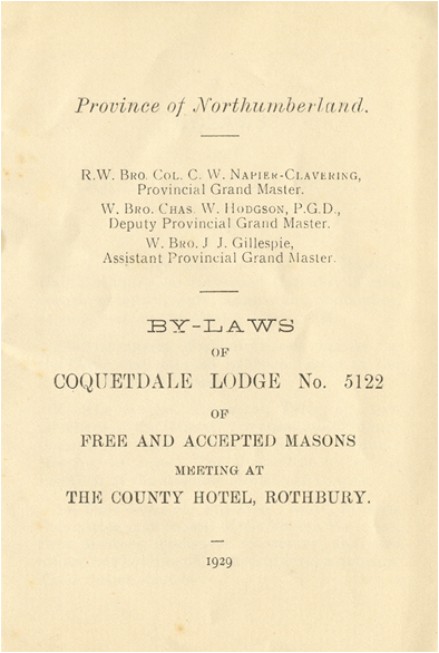 Province of Northumberland.
R.W. Bro. Col. C. W. Napier-Clavering,
Provincial Grand Master.
W. Bro. Chas. W. Hodgson, P.G.D.,
Deputy Provincial Grand Master.
W. Bro. J J. Gillespie,
Assistant Provincial Grand Master.
BY-LAWS
OF
COQUETDALE LODGE No. 5122
OF
FREE AND ACCEPTED MASONS
MEETING AT
THE COUNTY HOTEL, ROTHBURY.
1929